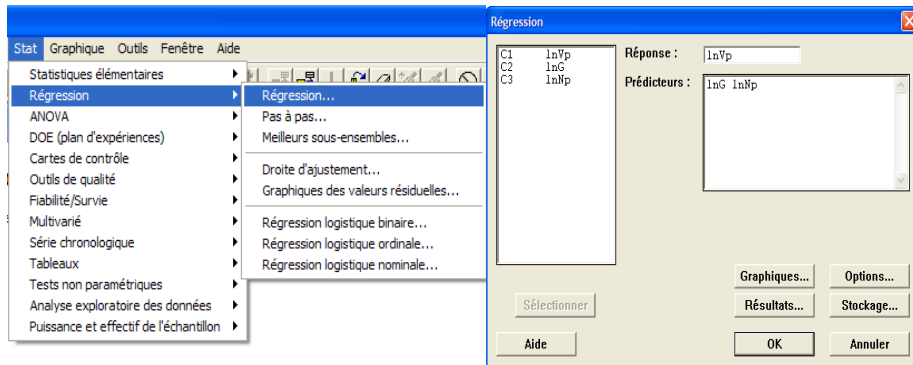 Stat Graphique Outils Fenêtre Aide
Statistiques élémentaires
Régression
ANOVA
DOE (plan d'expériences)
Cartes de contrôle
Outils de qualité
Fiabilité/Survie
Multivarié
Série chronologique
Tableaux
Tests non paramétriques
Analyse exploratoire des données
Puissance et effectif de l'échantillon
Régression...
Pas à pas...
Meilleurs sous-ensembles...
Droite d'ajustement...
Graphiques des valeurs résiduelles...
Régression logistique binaire...
Régression logistique ordinale...
Régression logistique nominale...
Régression
C1 lnVp
C2 lnG
C3 lnNp
Réponse : lnVp
Prédicteurs : lnG lnNp
Graphiques... Options...
Sélectionner Résultats... Stockage...
Aide OK Annuler